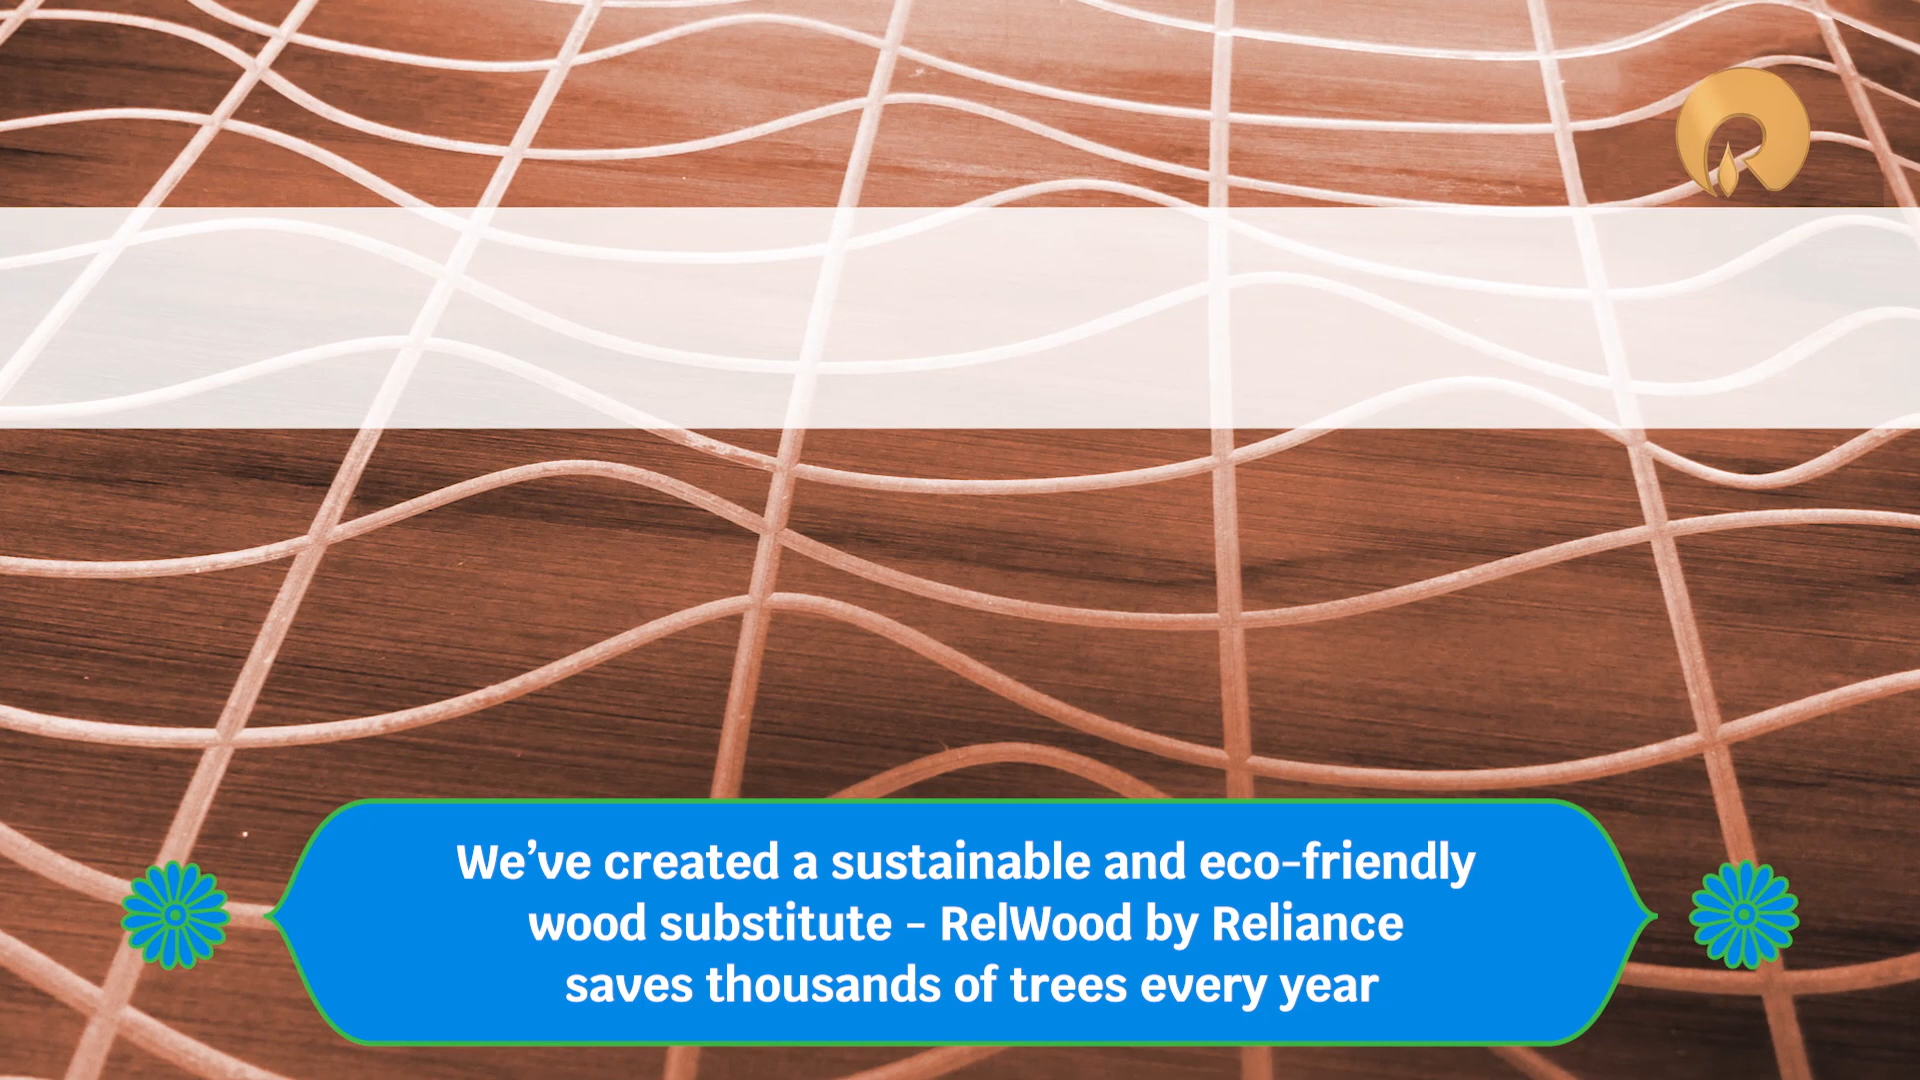 We’ve created a sustainable and eco-friendly
wood substitute - RelWood by Reliance
saves thousands of trees every year